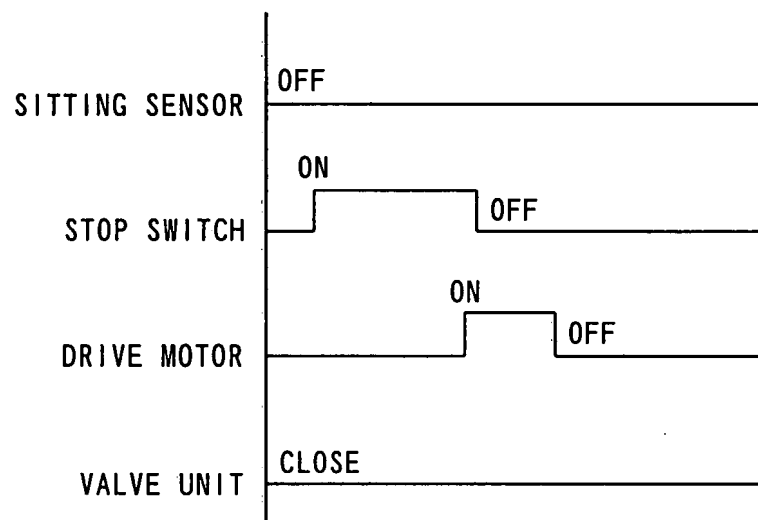 OFF
SITTING SENSOR
ON
STOP SWITCH
OFF
ON
DRIVE MOTOR
OFF
CLOSE
VALVE UNIT